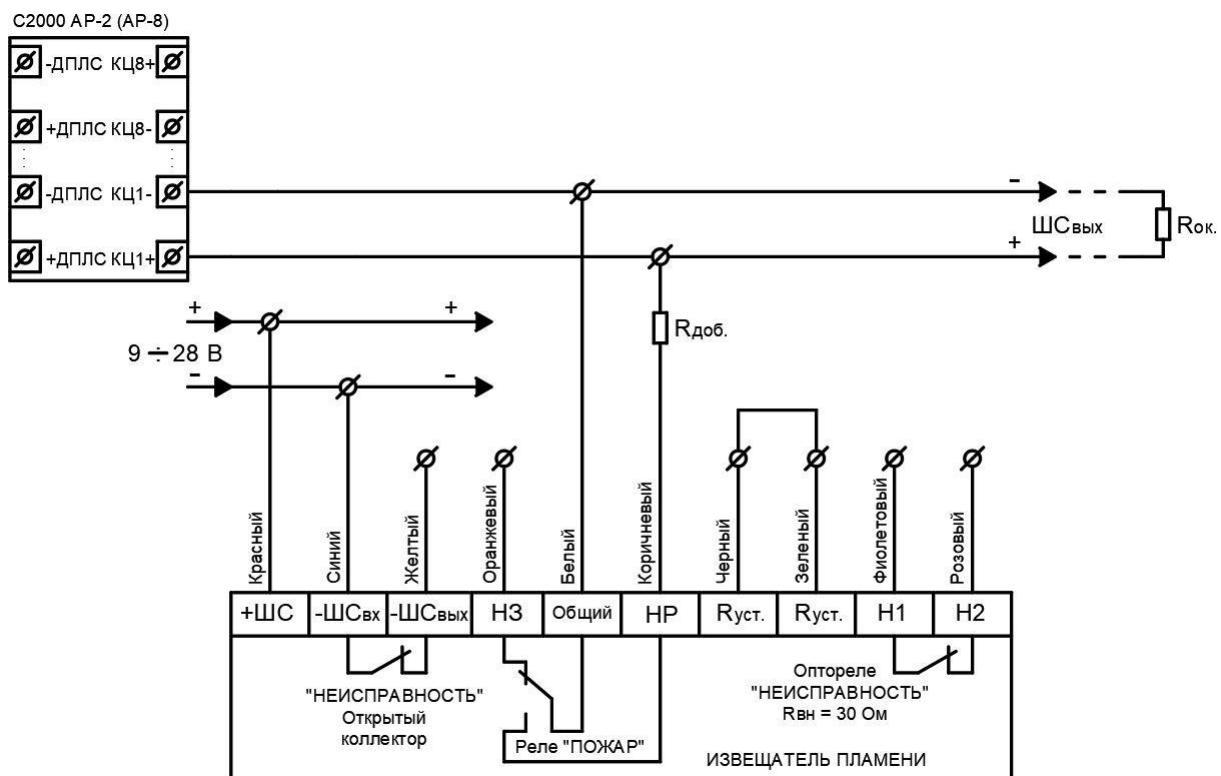 С2000 АР-2 (АР-8)
-ДПЛС КЦ8+
+ДПЛС КЦ8-
-ДПЛС КЦ1-
+ДПЛС КЦ1+
-
ШСвых
+
Rок.
+ +
9 ÷ 28 В
- -
Rдоб.
Красный
Синий
Желтый
Оранжевый
Белый
Коричневый
Черный
Зеленый
Фиолетовый
Розовый
+ШС -ШСвх -ШСвых НЗ Общий НР Rуст. Rуст. Н1 Н2
"НЕИСПРАВНОСТЬ"
Открытый
коллектор
Реле "ПОЖАР"
Оптореле
"НЕИСПРАВНОСТЬ"
Rвн = 30 Ом
ИЗВЕЩАТЕЛЬ ПЛАМЕНИ